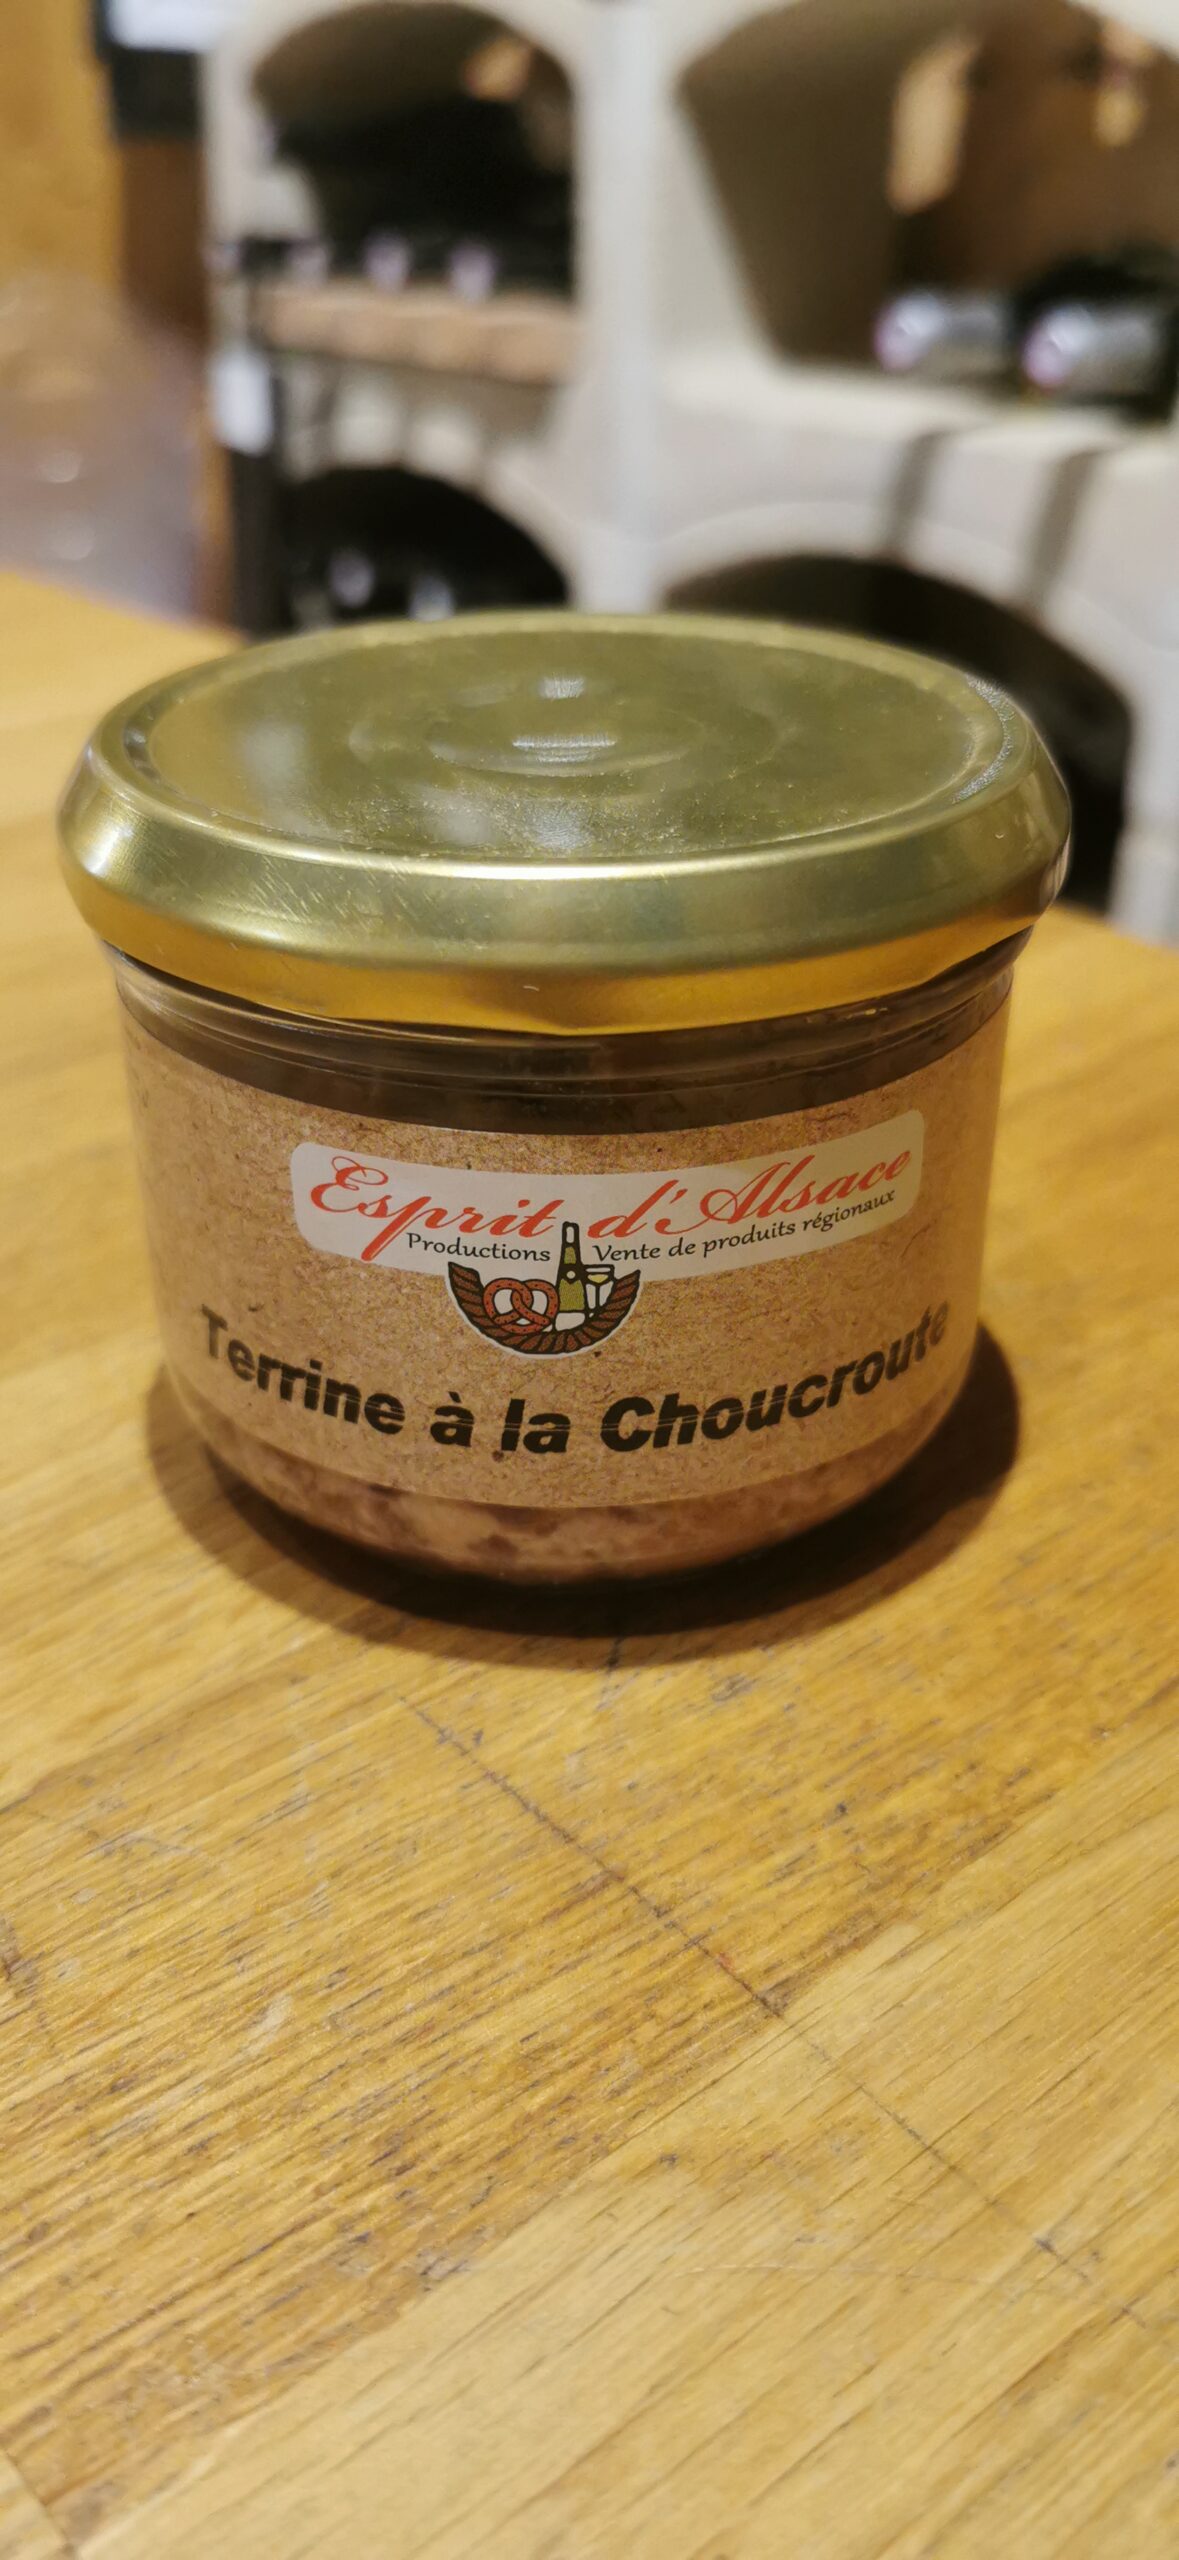 Esprit d'Alsace
Productions Vente de produits régionaux
Terrine à la Choucroute